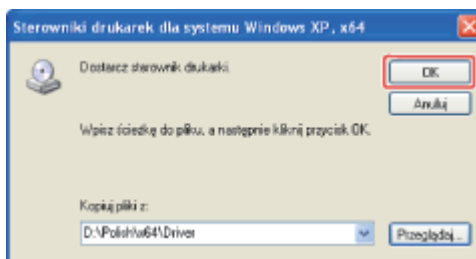 Sterowniki drukarek dla systemu Windows XP, x64
Dostarcz sterownik drukarki.
OK
Anuluj
Wpisz ścieżkę do pliku, a następnie kliknij przycisk OK.
Kopiuj pliki z:
D:\Polish\x64\Driver
Przeglądaj...